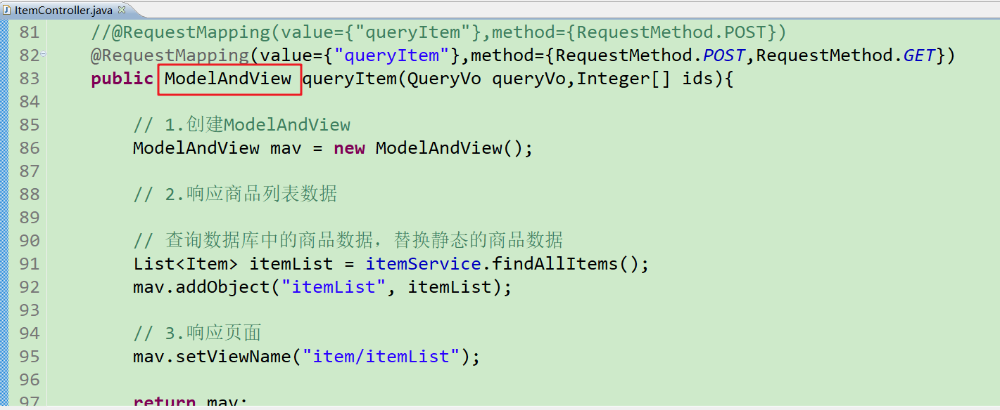 ItemController.java
81 //@RequestMapping(value={"queryItem"},method={RequestMethod.POST})
82 @RequestMapping(value={"queryItem"},method={RequestMethod.POST,RequestMethod.GET})
83 public ModelAndView queryItem(QueryVo queryVo,Integer[] ids){
84
85 // 1.创建ModelAndView
86 ModelAndView mav = new ModelAndView();
87
88 // 2.响应商品列表数据
89
90 // 查询数据库中的商品数据，替换静态的商品数据
91 List<Item> itemList = itemService.findAllItems();
92 mav.addObject("itemList", itemList);
93
94 // 3.响应页面
95 mav.setViewName("item/itemList");
96
97 return mav;